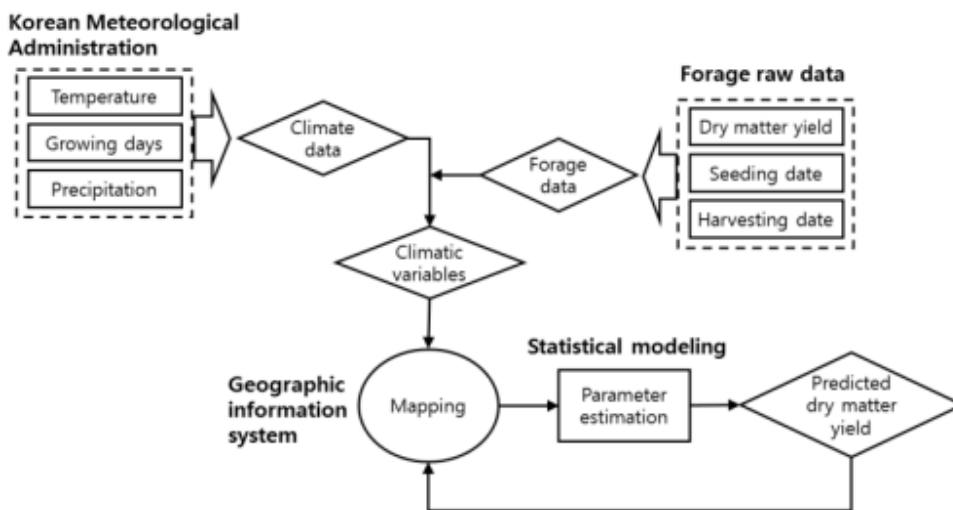 Korean Meteorological
Administration
Temperature
Growing days
Precipitation
Climate
data
Forage raw data
Dry matter yield
Seeding date
Harvesting date
Forage
data
Climatic
variables
Geographic
information
system
Mapping
Statistical modeling
Parameter
estimation
Predicted
dry matter
yield